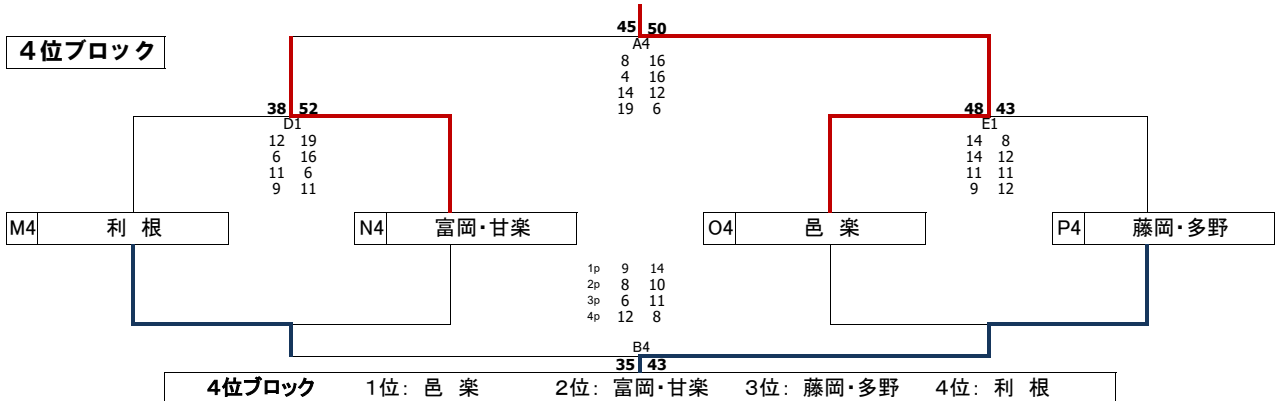 45 50
4位ブロック
A4
8 16
4 16
14 12
19 6
38 52
D1
12 19
6 16
11 6
9 11
48 43
E1
14 8
14 12
11 11
9 12
M4 利 根
N4 富岡・甘楽
O4 邑 楽
P4 藤岡・多野
1p 9 14
2p 8 10
3p 6 11
4p 12 8
B4
35 43
4位ブロック 1位: 邑 楽 2位: 富岡・甘楽 3位: 藤岡・多野 4位: 利 根